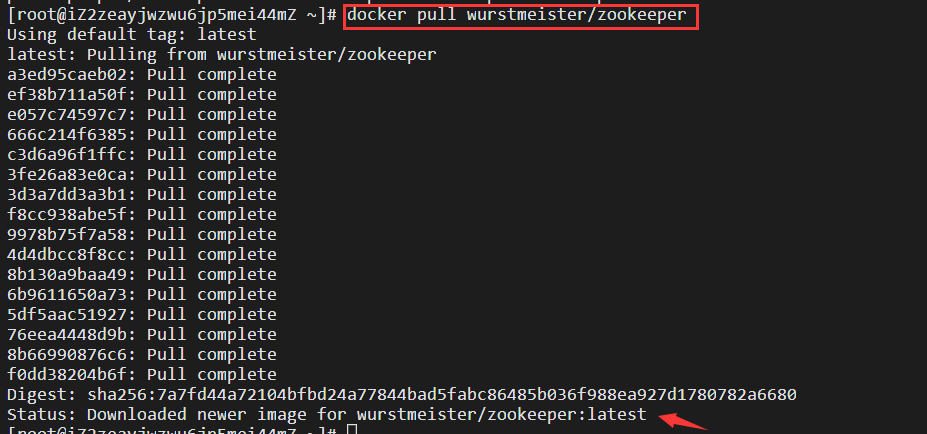 [root@iZ2zeayjwzwu6jp5mei44mZ ~]# docker pull wurstmeister/zookeeper
Using default tag: latest
latest: Pulling from wurstmeister/zookeeper
a3ed95caeb02: Pull complete
ef38b711a50f: Pull complete
e057c74597c7: Pull complete
666c214f6385: Pull complete
c3d6a96f1ffc: Pull complete
3fe26a83e0ca: Pull complete
3d3a7dd3a3b1: Pull complete
f8cc938abe5f: Pull complete
9978b75f7a58: Pull complete
4d4dbcc8f8cc: Pull complete
8b130a9baa49: Pull complete
6b9611650a73: Pull complete
5df5aac51927: Pull complete
76eea4448d9b: Pull complete
8b66990876c6: Pull complete
f0dd38204b6f: Pull complete
Digest: sha256:7a7fd44a72104bfbd24a77844bad5fabc86485b036f988ea927d1780782a6680
Status: Downloaded newer image for wurstmeister/zookeeper:latest
[root@iZ2zeayjwzwu6jp5mei44mZ ~]#